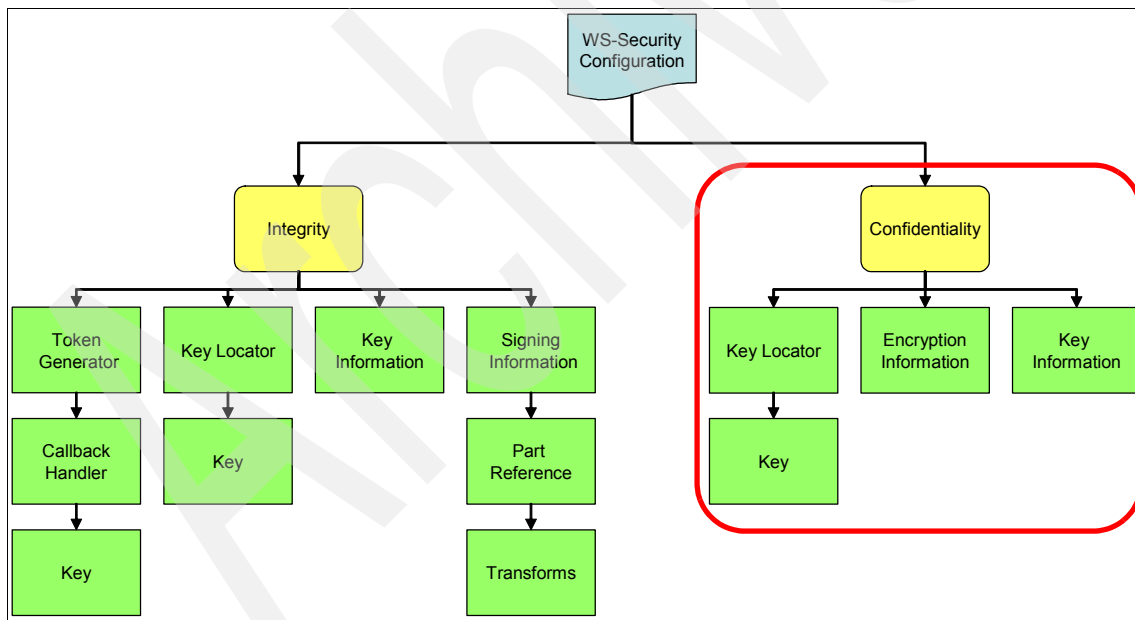 WS-Security
Configuration
Integrity
Confidentiality
Token
Generator
Key Locator
Key
Information
Signing
Information
Key Locator
Encryption
Information
Key
Information
Callback
Handler
Key
Part
Reference
Key
Key
Transforms